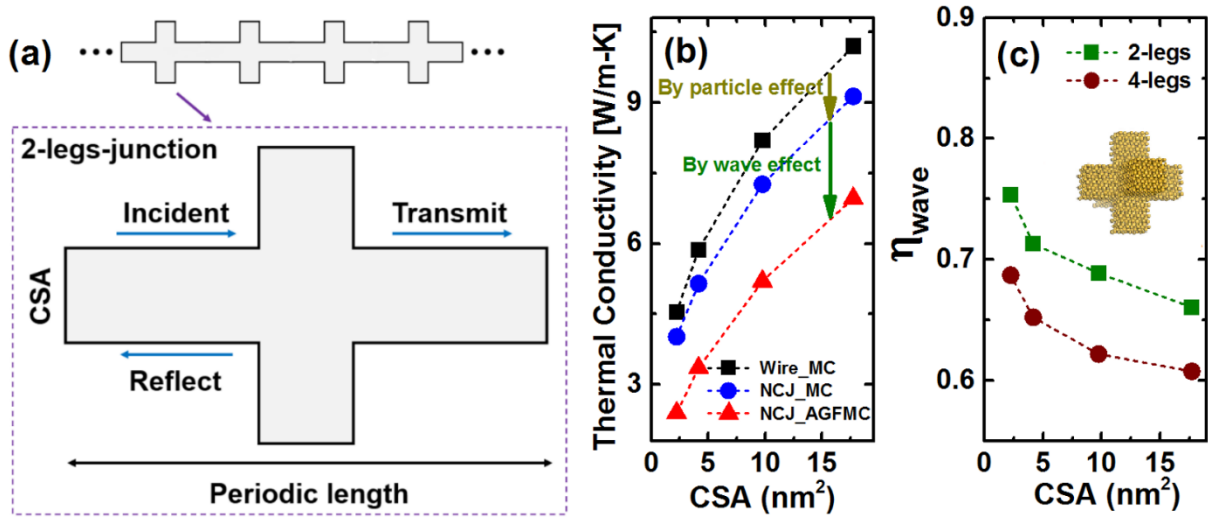 (a)
2-legs-junction
Incident
Transmit
CSA
Reflect
Periodic length
(b)
Thermal Conductivity [W/m-K]
9
6
3
By particle effect
By wave effect
Wire_MC
NCJ_MC
NCJ_AGFMC
0 5 10 15
CSA (nm²)
(c)
2-legs
4-legs
η_wave
0.9
0.8
0.7
0.6
0 5 10 15
CSA (nm²)